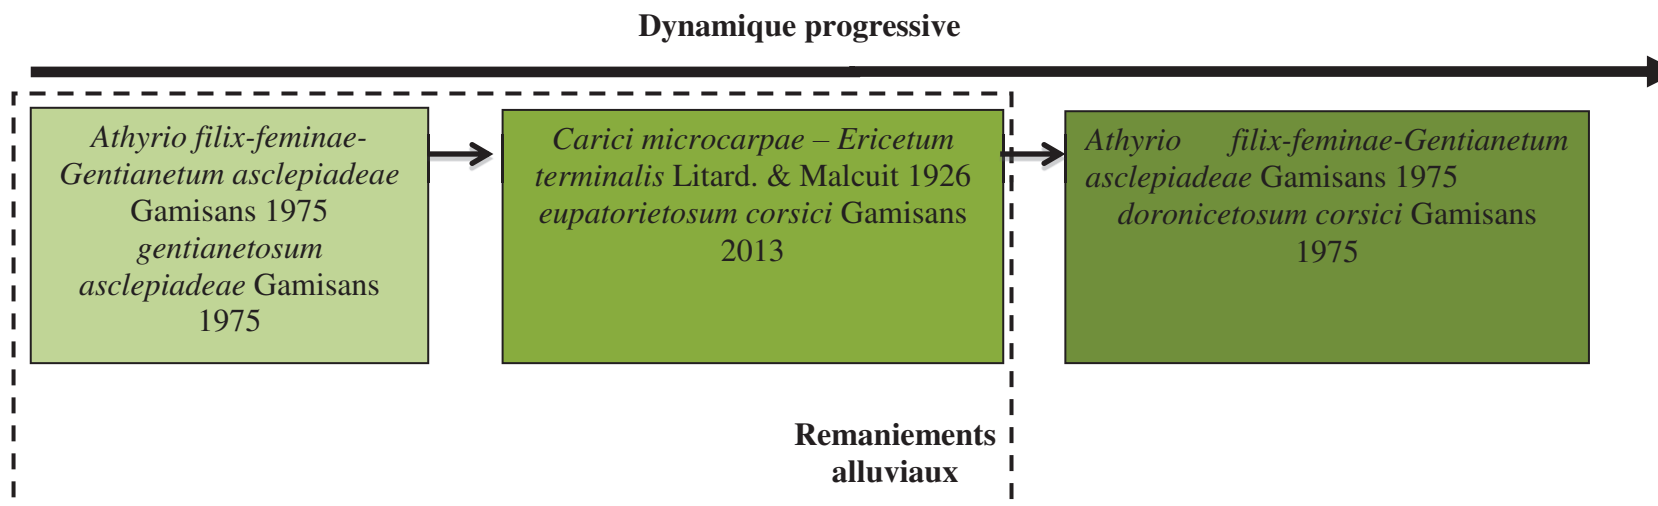 Dynamique progressive
Athyrio filix-feminae-
Gentianetum asclepiadeae
Gamisans 1975
gentianetosum
asclepiadeae Gamisans
1975
Carici microcarpae – Ericetum
terminalis Litard. & Malcuit 1926
eupatorietosum corsici Gamisans
2013
Athyrio filix-feminae-Gentianetum
asclepiadeae Gamisans 1975
doronicetosum corsici Gamisans
1975
Remaniements
alluviaux